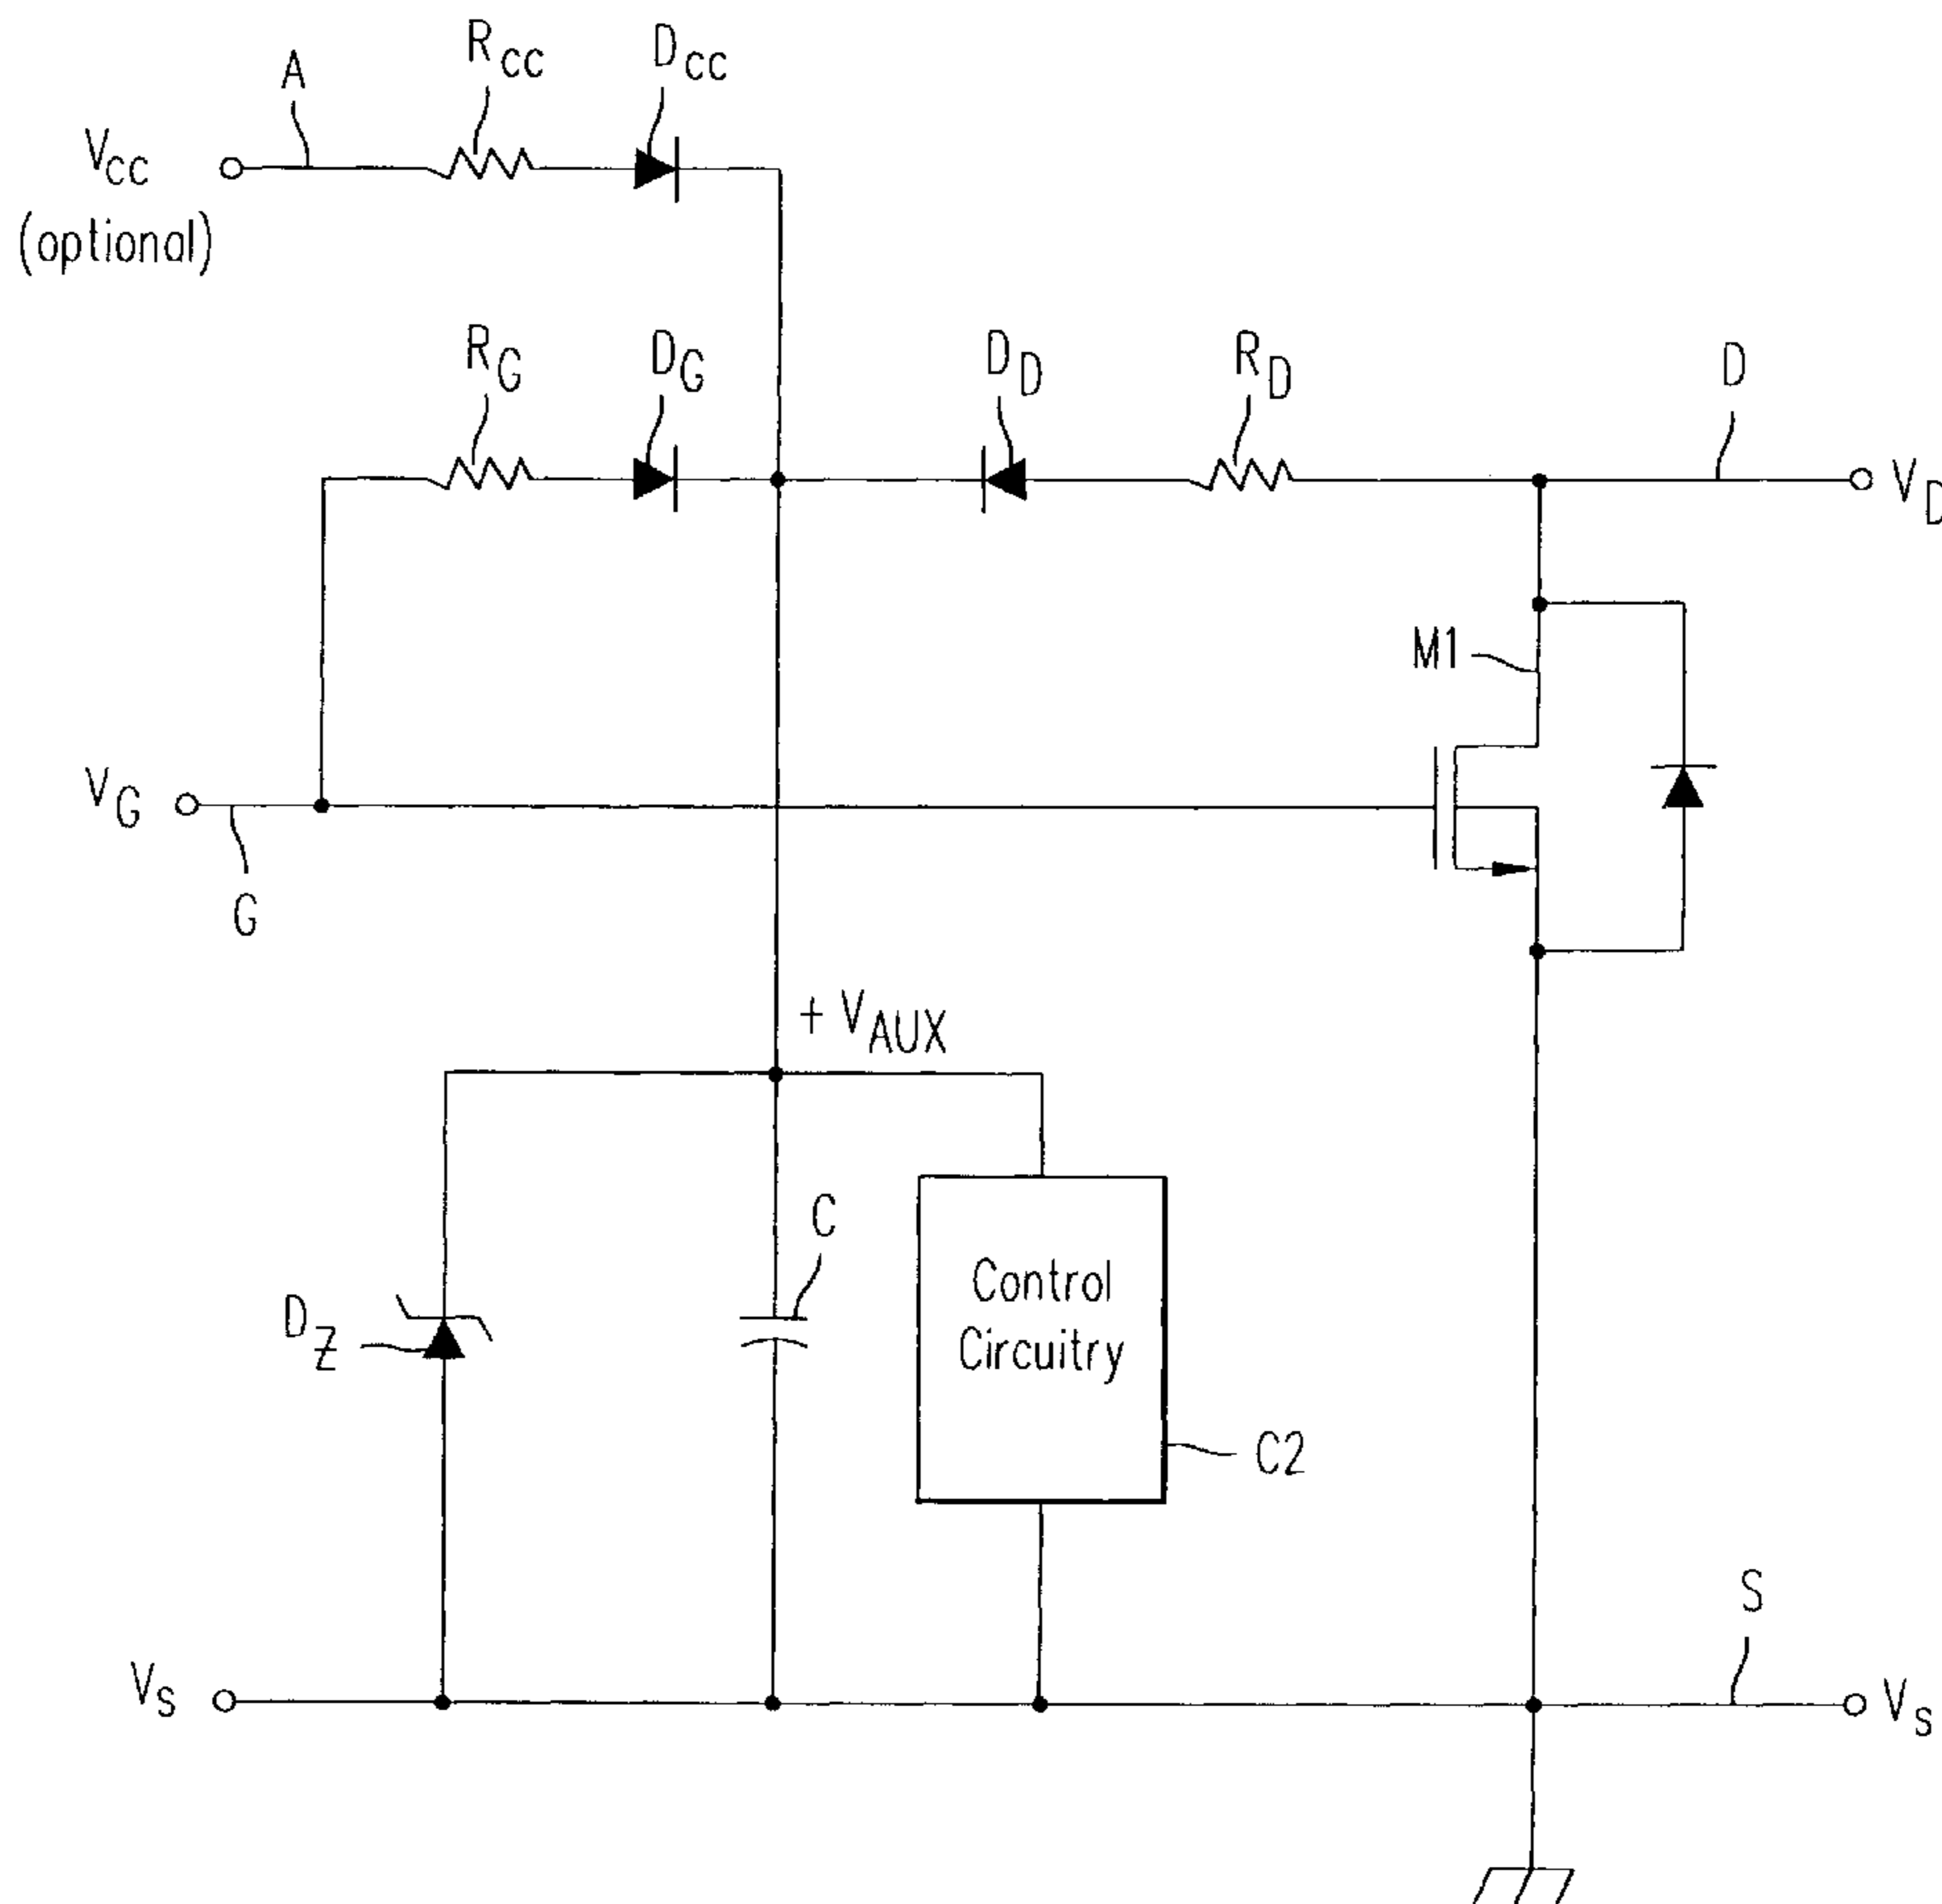 A
R_CC
D_CC
V_CC
(optional)
R_G
D_G
D_D
R_D
D
V_D
M1
V_G
G
+ V_AUX
C
Control
Circuitry
D_Z
C2
S
V_S
V_S